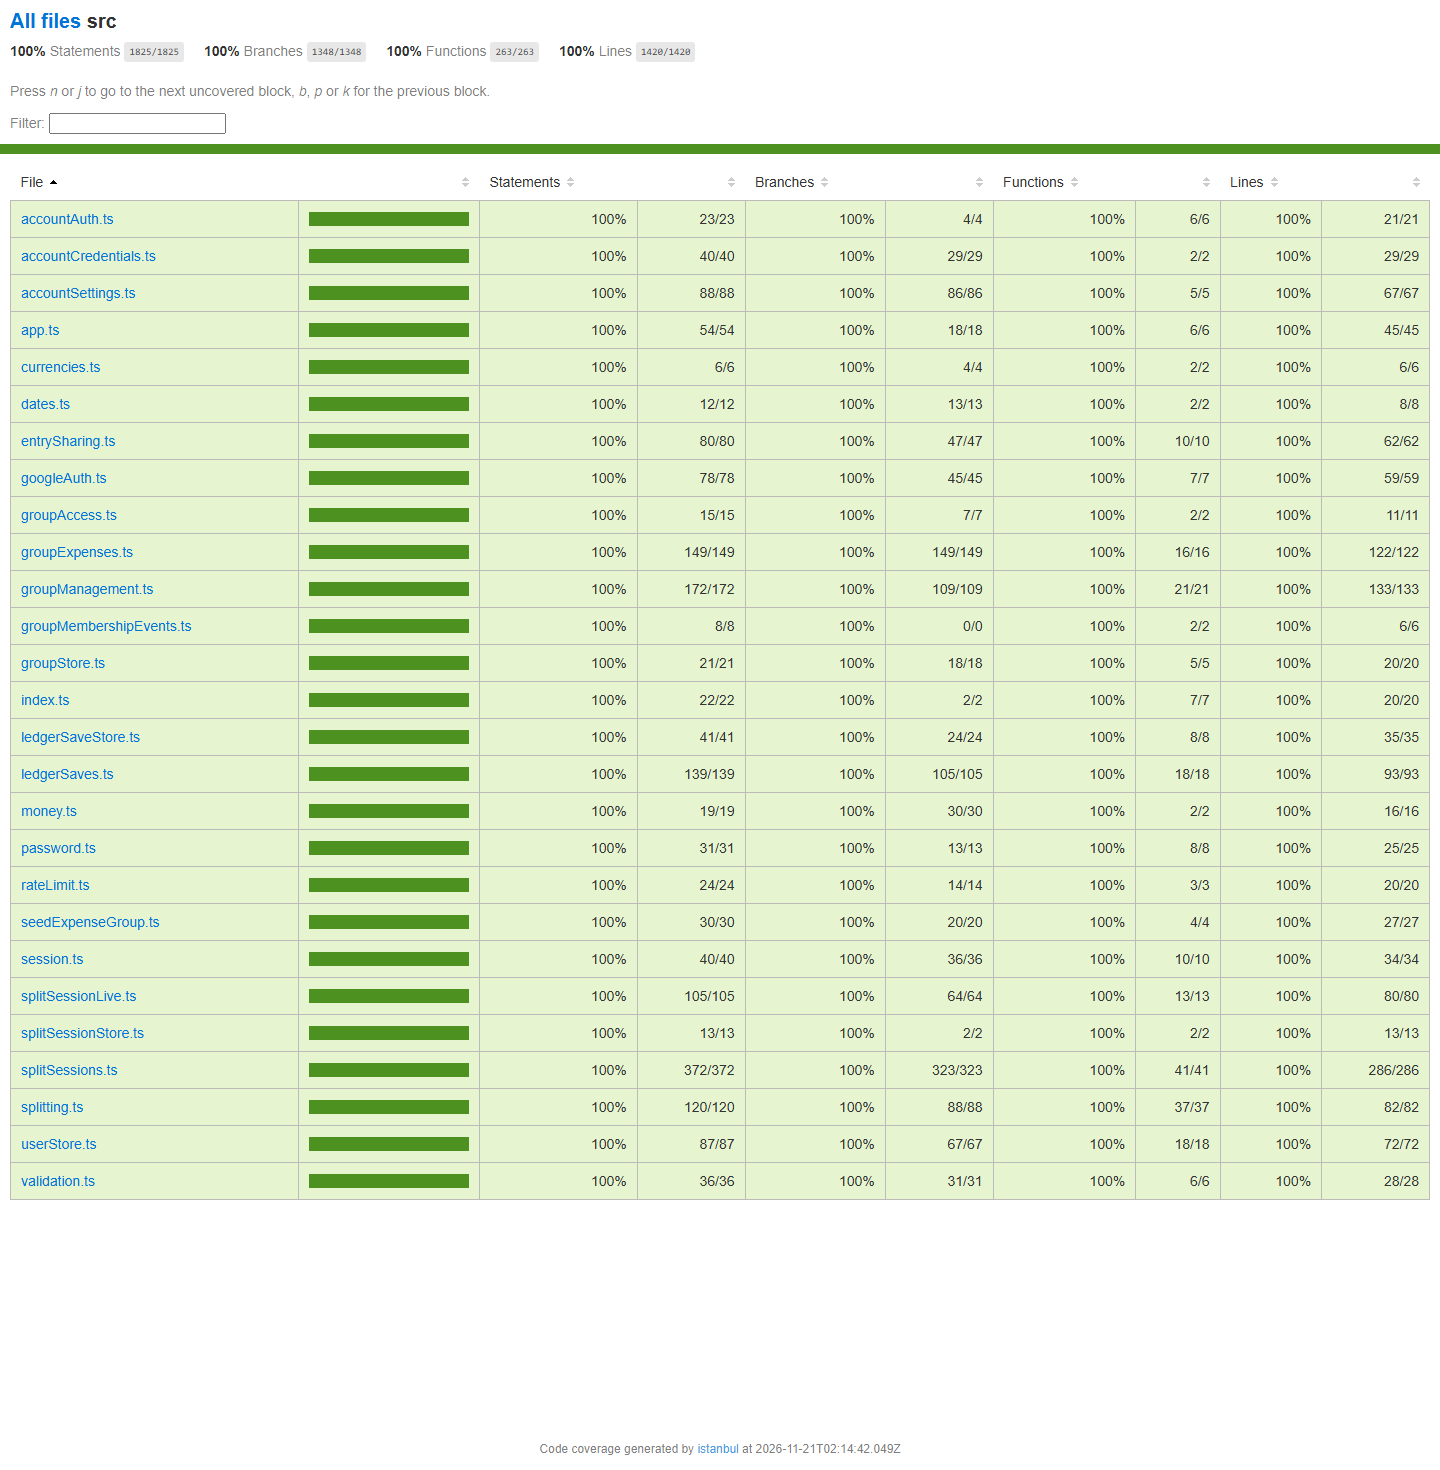 All files src
100% Statements 1825/1825 100% Branches 1348/1348 100% Functions 263/263 100% Lines 1420/1420
Press n or j to go to the next uncovered block, b, p or k for the previous block.
Filter:
File Statements Branches Functions Lines
accountAuth.ts 100% 23/23 100% 4/4 100% 6/6 100% 21/21
accountCredentials.ts 100% 40/40 100% 29/29 100% 2/2 100% 29/29
accountSettings.ts 100% 88/88 100% 86/86 100% 5/5 100% 67/67
app.ts 100% 54/54 100% 18/18 100% 6/6 100% 45/45
currencies.ts 100% 6/6 100% 4/4 100% 2/2 100% 6/6
dates.ts 100% 12/12 100% 13/13 100% 2/2 100% 8/8
entrySharing.ts 100% 80/80 100% 47/47 100% 10/10 100% 62/62
googleAuth.ts 100% 78/78 100% 45/45 100% 7/7 100% 59/59
groupAccess.ts 100% 15/15 100% 7/7 100% 2/2 100% 11/11
groupExpenses.ts 100% 149/149 100% 149/149 100% 16/16 100% 122/122
groupManagement.ts 100% 172/172 100% 109/109 100% 21/21 100% 133/133
groupMembershipEvents.ts 100% 8/8 100% 0/0 100% 2/2 100% 6/6
groupStore.ts 100% 21/21 100% 18/18 100% 5/5 100% 20/20
index.ts 100% 22/22 100% 2/2 100% 7/7 100% 20/20
ledgerSaveStore.ts 100% 41/41 100% 24/24 100% 8/8 100% 35/35
ledgerSaves.ts 100% 139/139 100% 105/105 100% 18/18 100% 93/93
money.ts 100% 19/19 100% 30/30 100% 2/2 100% 16/16
password.ts 100% 31/31 100% 13/13 100% 8/8 100% 25/25
rateLimit.ts 100% 24/24 100% 14/14 100% 3/3 100% 20/20
seedExpenseGroup.ts 100% 30/30 100% 20/20 100% 4/4 100% 27/27
session.ts 100% 40/40 100% 36/36 100% 10/10 100% 34/34
splitSessionLive.ts 100% 105/105 100% 64/64 100% 13/13 100% 80/80
splitSessionStore.ts 100% 13/13 100% 2/2 100% 2/2 100% 13/13
splitSessions.ts 100% 372/372 100% 323/323 100% 41/41 100% 286/286
splitting.ts 100% 120/120 100% 88/88 100% 37/37 100% 82/82
userStore.ts 100% 87/87 100% 67/67 100% 18/18 100% 72/72
validation.ts 100% 36/36 100% 31/31 100% 6/6 100% 28/28
Code coverage generated by istanbul at 2026-11-21T02:14:42.049Z